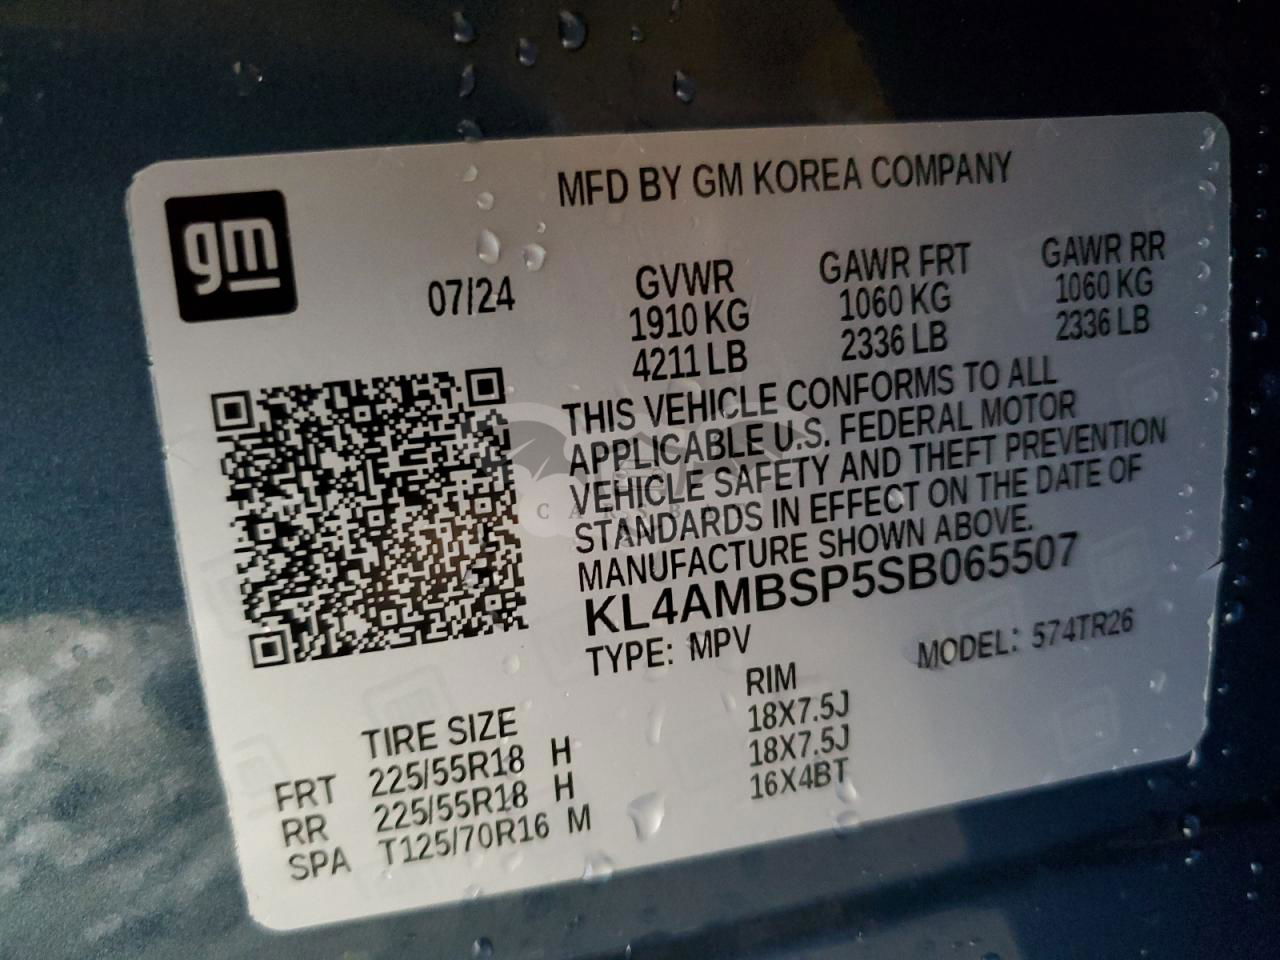 gm
MFD BY GM KOREA COMPANY
07/24
GVWR GAWR FRT GAWR RR
1910 KG 1060 KG 1060 KG
4211 LB 2336 LB 2336 LB
THIS VEHICLE CONFORMS TO ALL
APPLICABLE U.S. FEDERAL MOTOR
VEHICLE SAFETY AND THEFT PREVENTION
STANDARDS IN EFFECT ON THE DATE OF
MANUFACTURE SHOWN ABOVE.
KL4AMBSP5SB065507
TYPE: MPV MODEL: 574TR26
TIRE SIZE RIM
FRT 225/55R18 H 18X7.5J
RR 225/55R18 H 18X7.5J
SPA T125/70R16 M 16X4BT